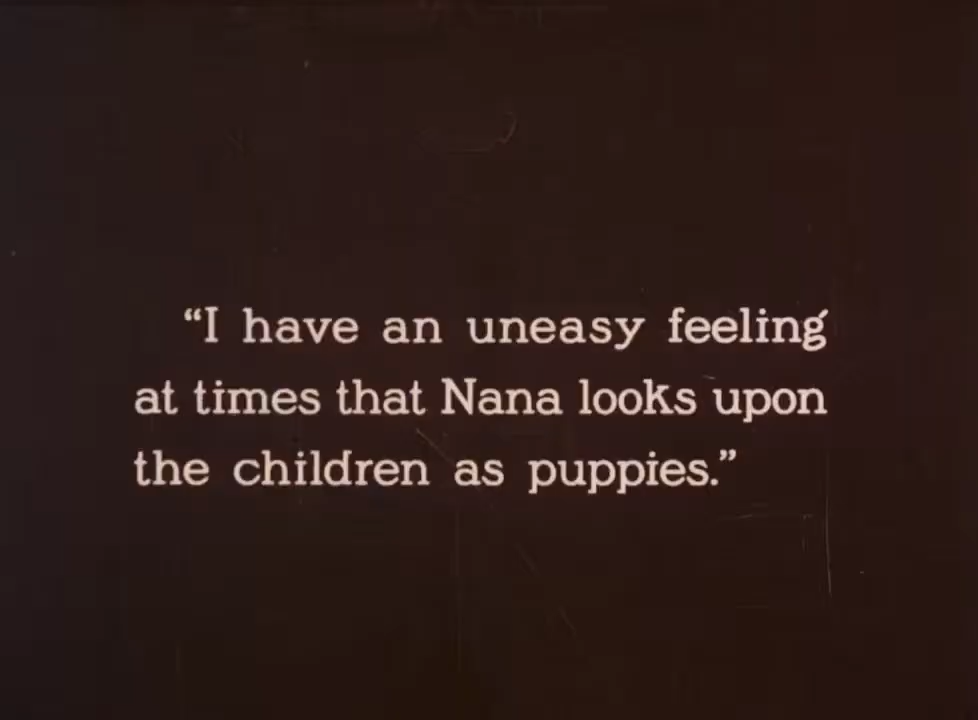 “I have an uneasy feeling
at times that Nana looks upon
the children as puppies.”